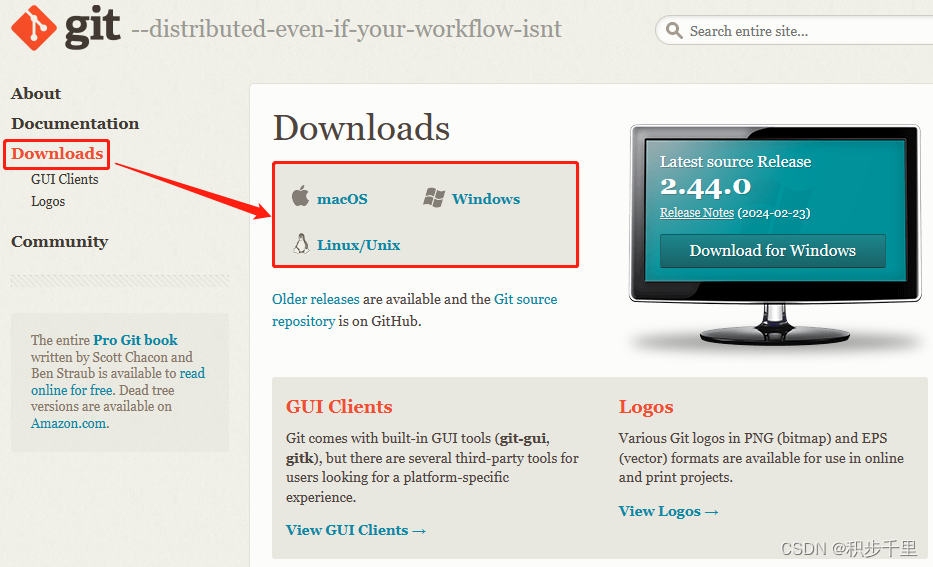 git --distributed-even-if-your-workflow-isnt
Search entire site...
About
Documentation
Downloads
GUI Clients
Logos
Community
The entire Pro Git book
written by Scott Chacon and
Ben Straub is available to read
online for free. Dead tree
versions are available on
Amazon.com.
Downloads
macOS
Windows
Linux/Unix
Older releases are available and the Git source
repository is on GitHub.
Latest source Release
2.44.0
Release Notes (2024-02-23)
Download for Windows
GUI Clients
Git comes with built-in GUI tools (git-gui,
gitk), but there are several third-party tools for
users looking for a platform-specific
experience.
View GUI Clients →
Logos
Various Git logos in PNG (bitmap) and EPS
(vector) formats are available for use in online
and print projects.
View Logos →
CSDN @积步千里